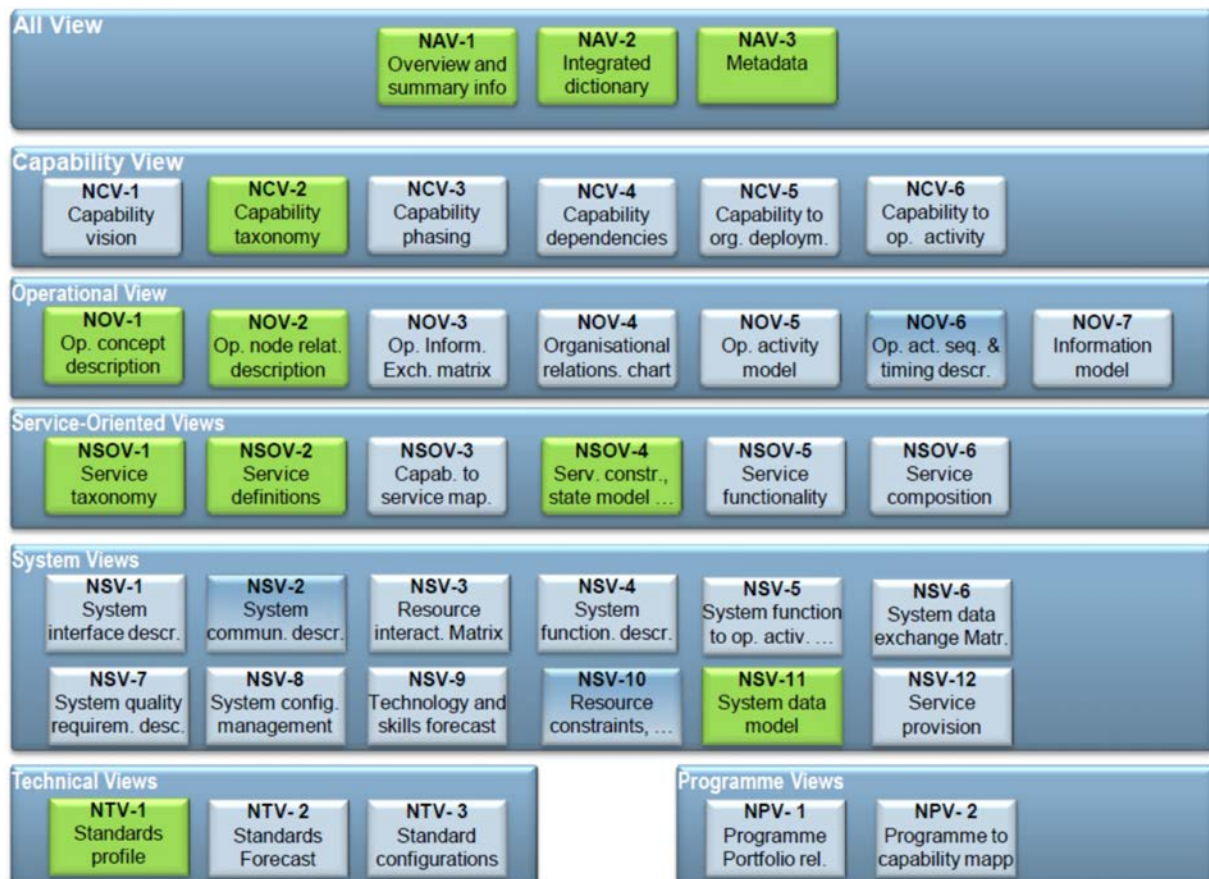 All View
NAV-1
Overview and
summary info
NAV-2
Integrated
dictionary
NAV-3
Metadata
Capability View
NCV-1
Capability
vision
NCV-2
Capability
taxonomy
NCV-3
Capability
phasing
NCV-4
Capability
dependencies
NCV-5
Capability to
org. deploym.
NCV-6
Capability to
op. activity
Operational View
NOV-1
Op. concept
description
NOV-2
Op. node relat.
description
NOV-3
Op. Inform.
Exch. matrix
NOV-4
Organisational
relations. chart
NOV-5
Op. activity
model
NOV-6
Op. act. seq. &
timing descr.
NOV-7
Information
model
Service-Oriented Views
NSOV-1
Service
taxonomy
NSOV-2
Service
definitions
NSOV-3
Capab. to
service map.
NSOV-4
Serv. constr.,
state model ...
NSOV-5
Service
functionality
NSOV-6
Service
composition
System Views
NSV-1
System
interface descr.
NSV-2
System
commun. descr.
NSV-3
Resource
interact. Matrix
NSV-4
System
function. descr.
NSV-5
System function
to op. activ. ...
NSV-6
System data
exchange Matr.
NSV-7
System quality
requirem. desc.
NSV-8
System config.
management
NSV-9
Technology and
skills forecast
NSV-10
Resource
constraints, ...
NSV-11
System data
model
NSV-12
Service
provision
Technical Views
NTV-1
Standards
profile
NTV- 2
Standards
Forecast
NTV- 3
Standard
configurations
Programme Views
NPV- 1
Programme
Portfolio rel.
NPV- 2
Programme to
capability mapp